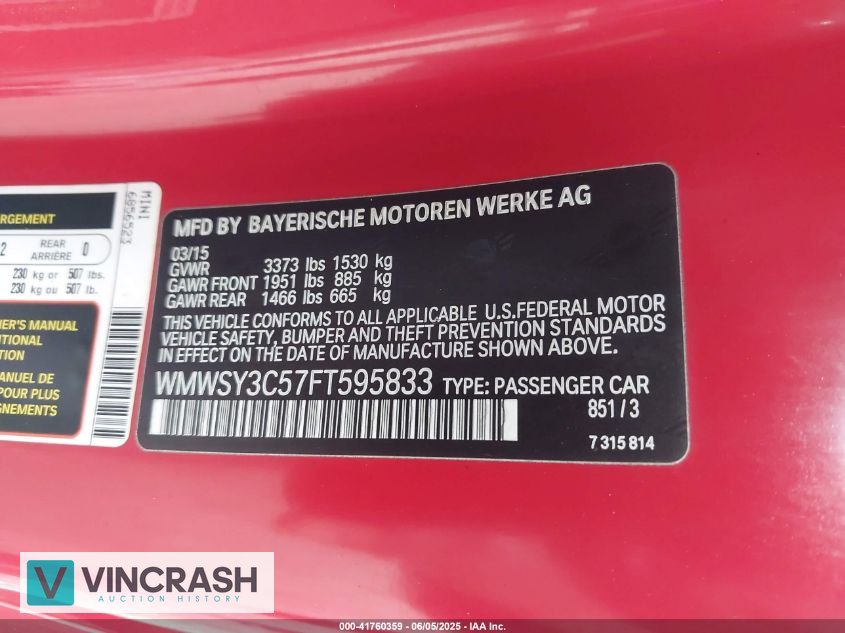 RGEMENT
2 REAR ARRIÈRE 0
230 kg or 507 lbs.
230 kg ou 507 lb.
ER'S MANUAL
ITIONAL
TION
ANUEL DE
POUR PLUS
GNEMENTS
MINI
6856523
MFD BY BAYERISCHE MOTOREN WERKE AG
03/15
GVWR 3373 lbs 1530 kg
GAWR FRONT 1951 lbs 885 kg
GAWR REAR 1466 lbs 665 kg
THIS VEHICLE CONFORMS TO ALL APPLICABLE U.S.FEDERAL MOTOR
VEHICLE SAFETY, BUMPER AND THEFT PREVENTION STANDARDS
IN EFFECT ON THE DATE OF MANUFACTURE SHOWN ABOVE.
WMWSY3C57FT595833 TYPE: PASSENGER CAR
851/3
7 315 814
V VINCRASH
AUCTION HISTORY
000-41760359 - 06/05/2025 - IAA Inc.